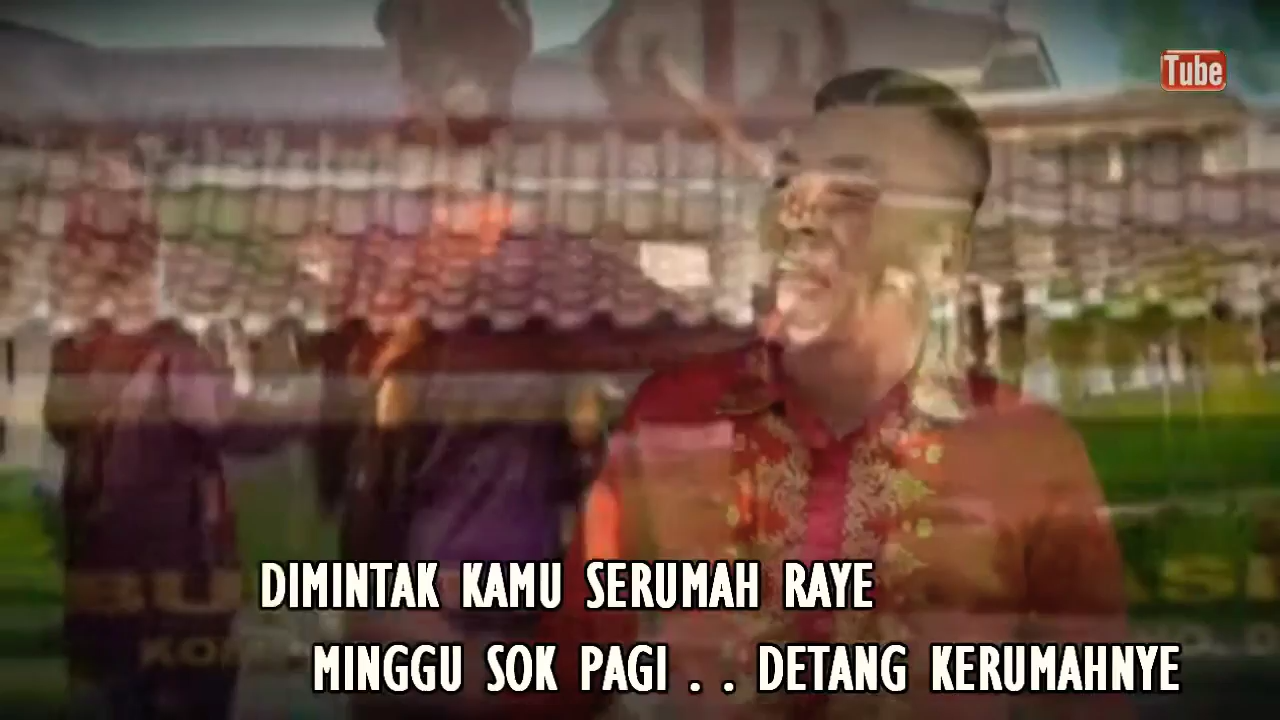 Tube
DIMINTAK KAMU SERUMAH RAYE
MINGGU SOK PAGI . . DETANG KERUMAHNYE